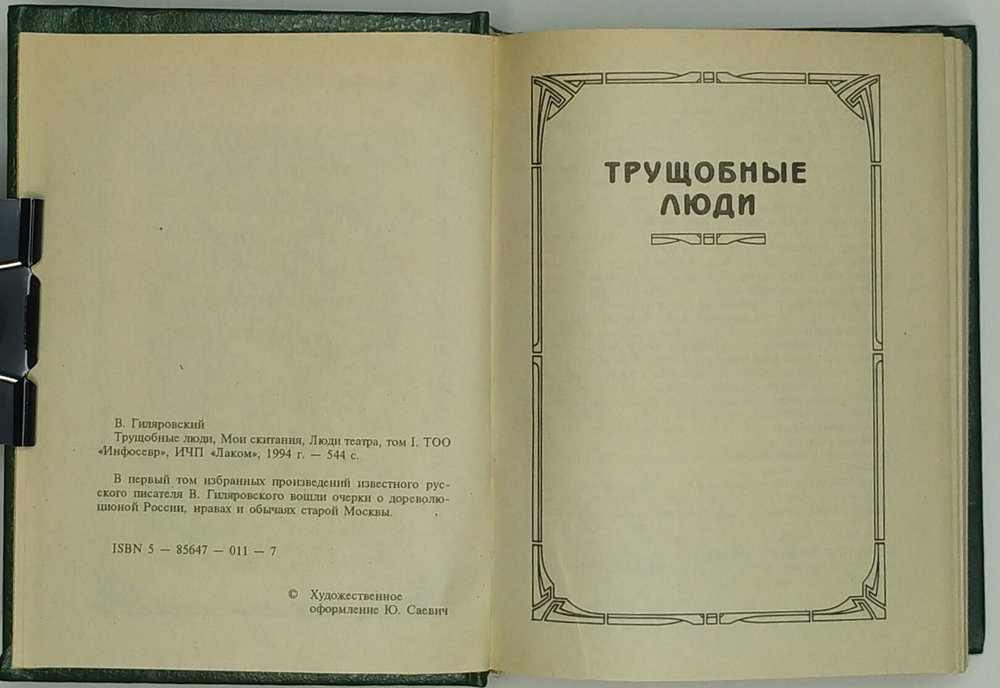 В. Гиляровский
Трущобные люди, Мои скитания, Люди театра, том I. ТОО
«Инфосевр», ИЧП «Лаком», 1994 г. — 544 с.
В первый том избранных произведений известного рус-
ского писателя В. Гиляровского вошли очерки о дореволю-
ционой России, нравах и обычаях старой Москвы.
ISBN 5 — 85647 — 011 — 7
© Художественное
оформление Ю. Саевич
ТРУЩОБНЫЕ
ЛЮДИ